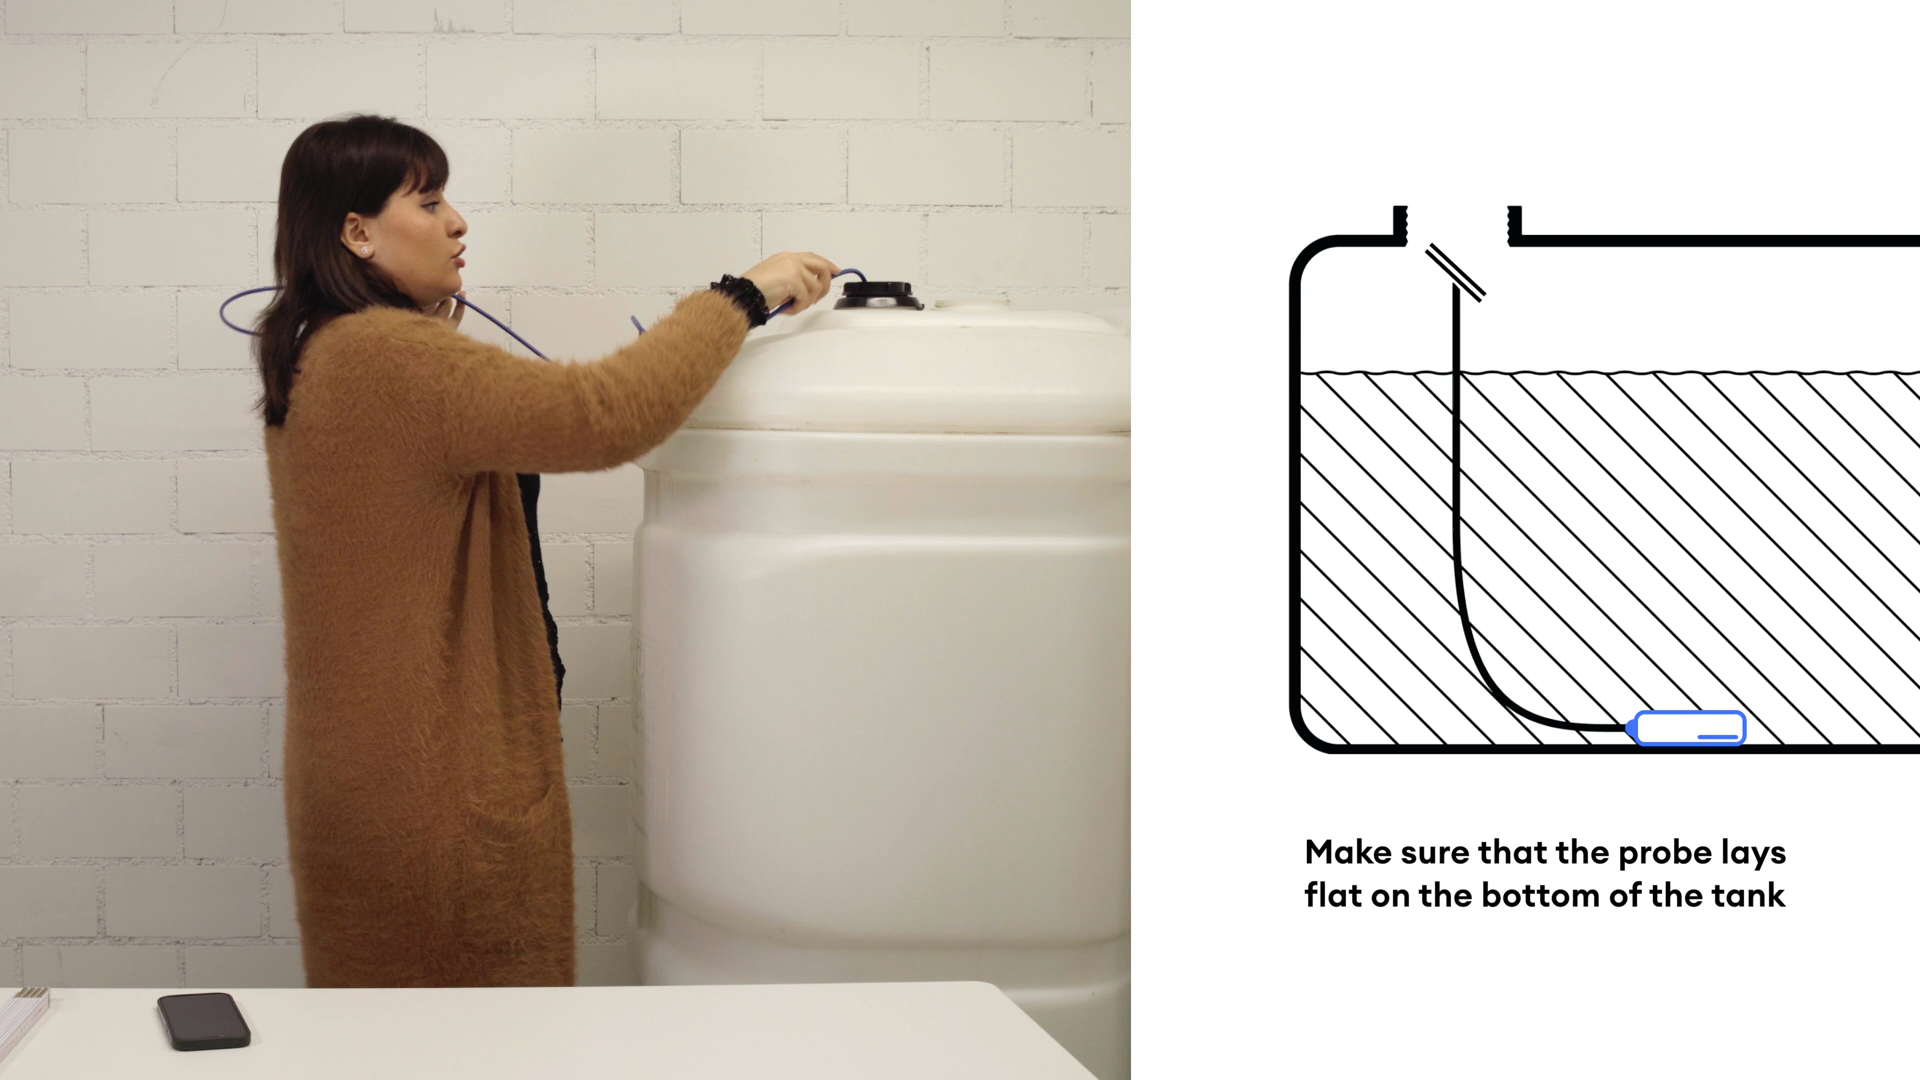 Make sure that the probe lays
flat on the bottom of the tank